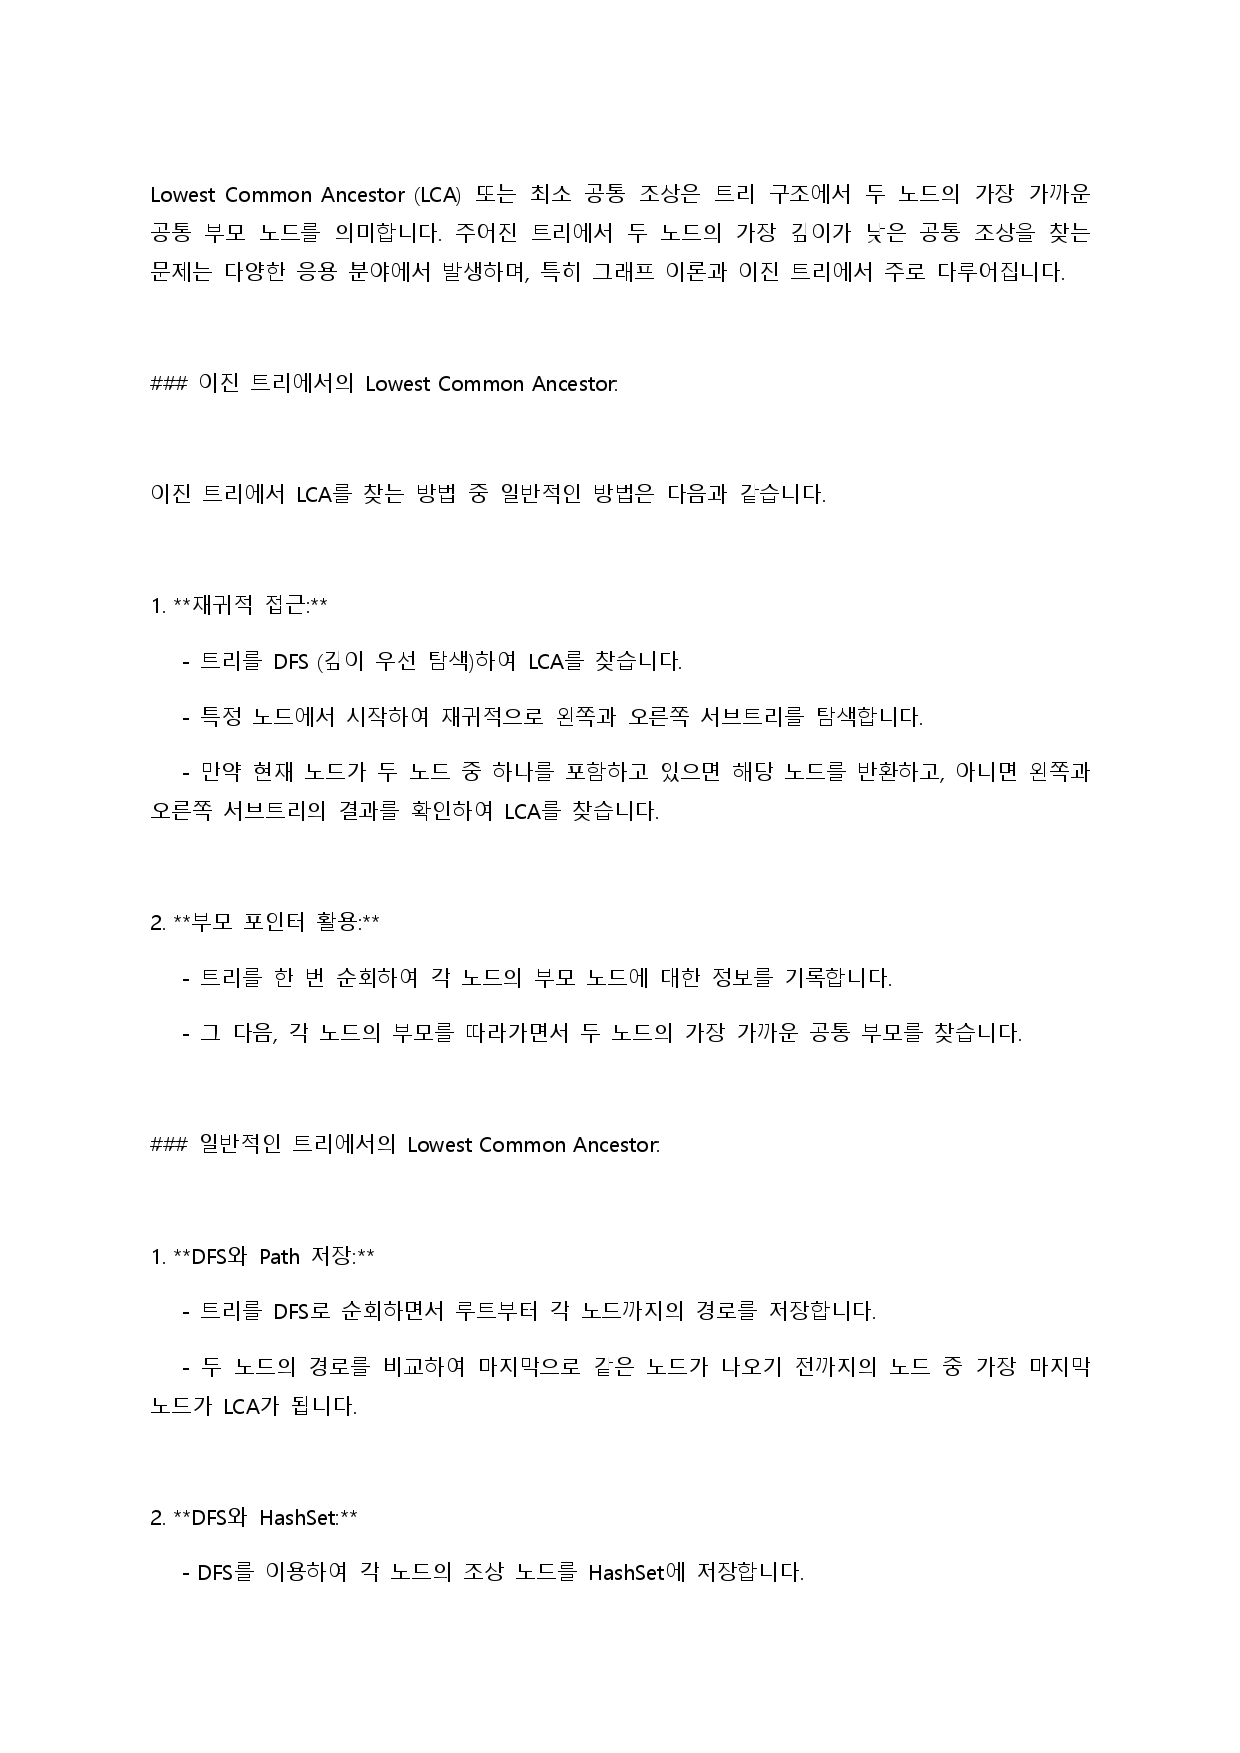 Lowest Common Ancestor (LCA) 또는 최소 공통 조상은 트리 구조에서 두 노드의 가장 가까운
공통 부모 노드를 의미합니다. 주어진 트리에서 두 노드의 가장 깊이가 낮은 공통 조상을 찾는
문제는 다양한 응용 분야에서 발생하며, 특히 그래프 이론과 이진 트리에서 주로 다루어집니다.
### 이진 트리에서의 Lowest Common Ancestor:
이진 트리에서 LCA를 찾는 방법 중 일반적인 방법은 다음과 같습니다.
1. **재귀적 접근:**
- 트리를 DFS (깊이 우선 탐색)하여 LCA를 찾습니다.
- 특정 노드에서 시작하여 재귀적으로 왼쪽과 오른쪽 서브트리를 탐색합니다.
- 만약 현재 노드가 두 노드 중 하나를 포함하고 있으면 해당 노드를 반환하고, 아니면 왼쪽과
오른쪽 서브트리의 결과를 확인하여 LCA를 찾습니다.
2. **부모 포인터 활용:**
- 트리를 한 번 순회하여 각 노드의 부모 노드에 대한 정보를 기록합니다.
- 그 다음, 각 노드의 부모를 따라가면서 두 노드의 가장 가까운 공통 부모를 찾습니다.
### 일반적인 트리에서의 Lowest Common Ancestor:
1. **DFS와 Path 저장:**
- 트리를 DFS로 순회하면서 루트부터 각 노드까지의 경로를 저장합니다.
- 두 노드의 경로를 비교하여 마지막으로 같은 노드가 나오기 전까지의 노드 중 가장 마지막
노드가 LCA가 됩니다.
2. **DFS와 HashSet:**
- DFS를 이용하여 각 노드의 조상 노드를 HashSet에 저장합니다.